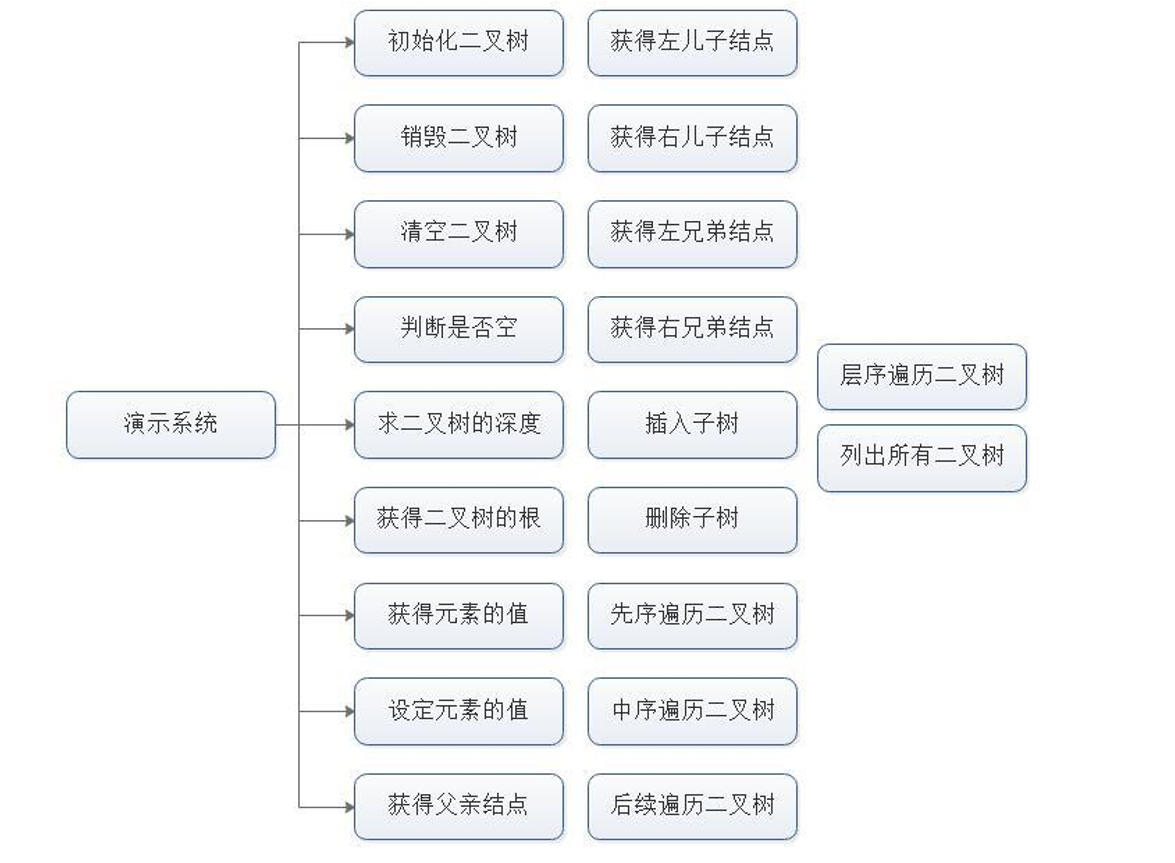 演示系统
初始化二叉树
销毁二叉树
清空二叉树
判断是否空
求二叉树的深度
获得二叉树的根
获得元素的值
设定元素的值
获得父亲结点
获得左儿子结点
获得右儿子结点
获得左兄弟结点
获得右兄弟结点
插入子树
删除子树
先序遍历二叉树
中序遍历二叉树
后续遍历二叉树
层序遍历二叉树
列出所有二叉树